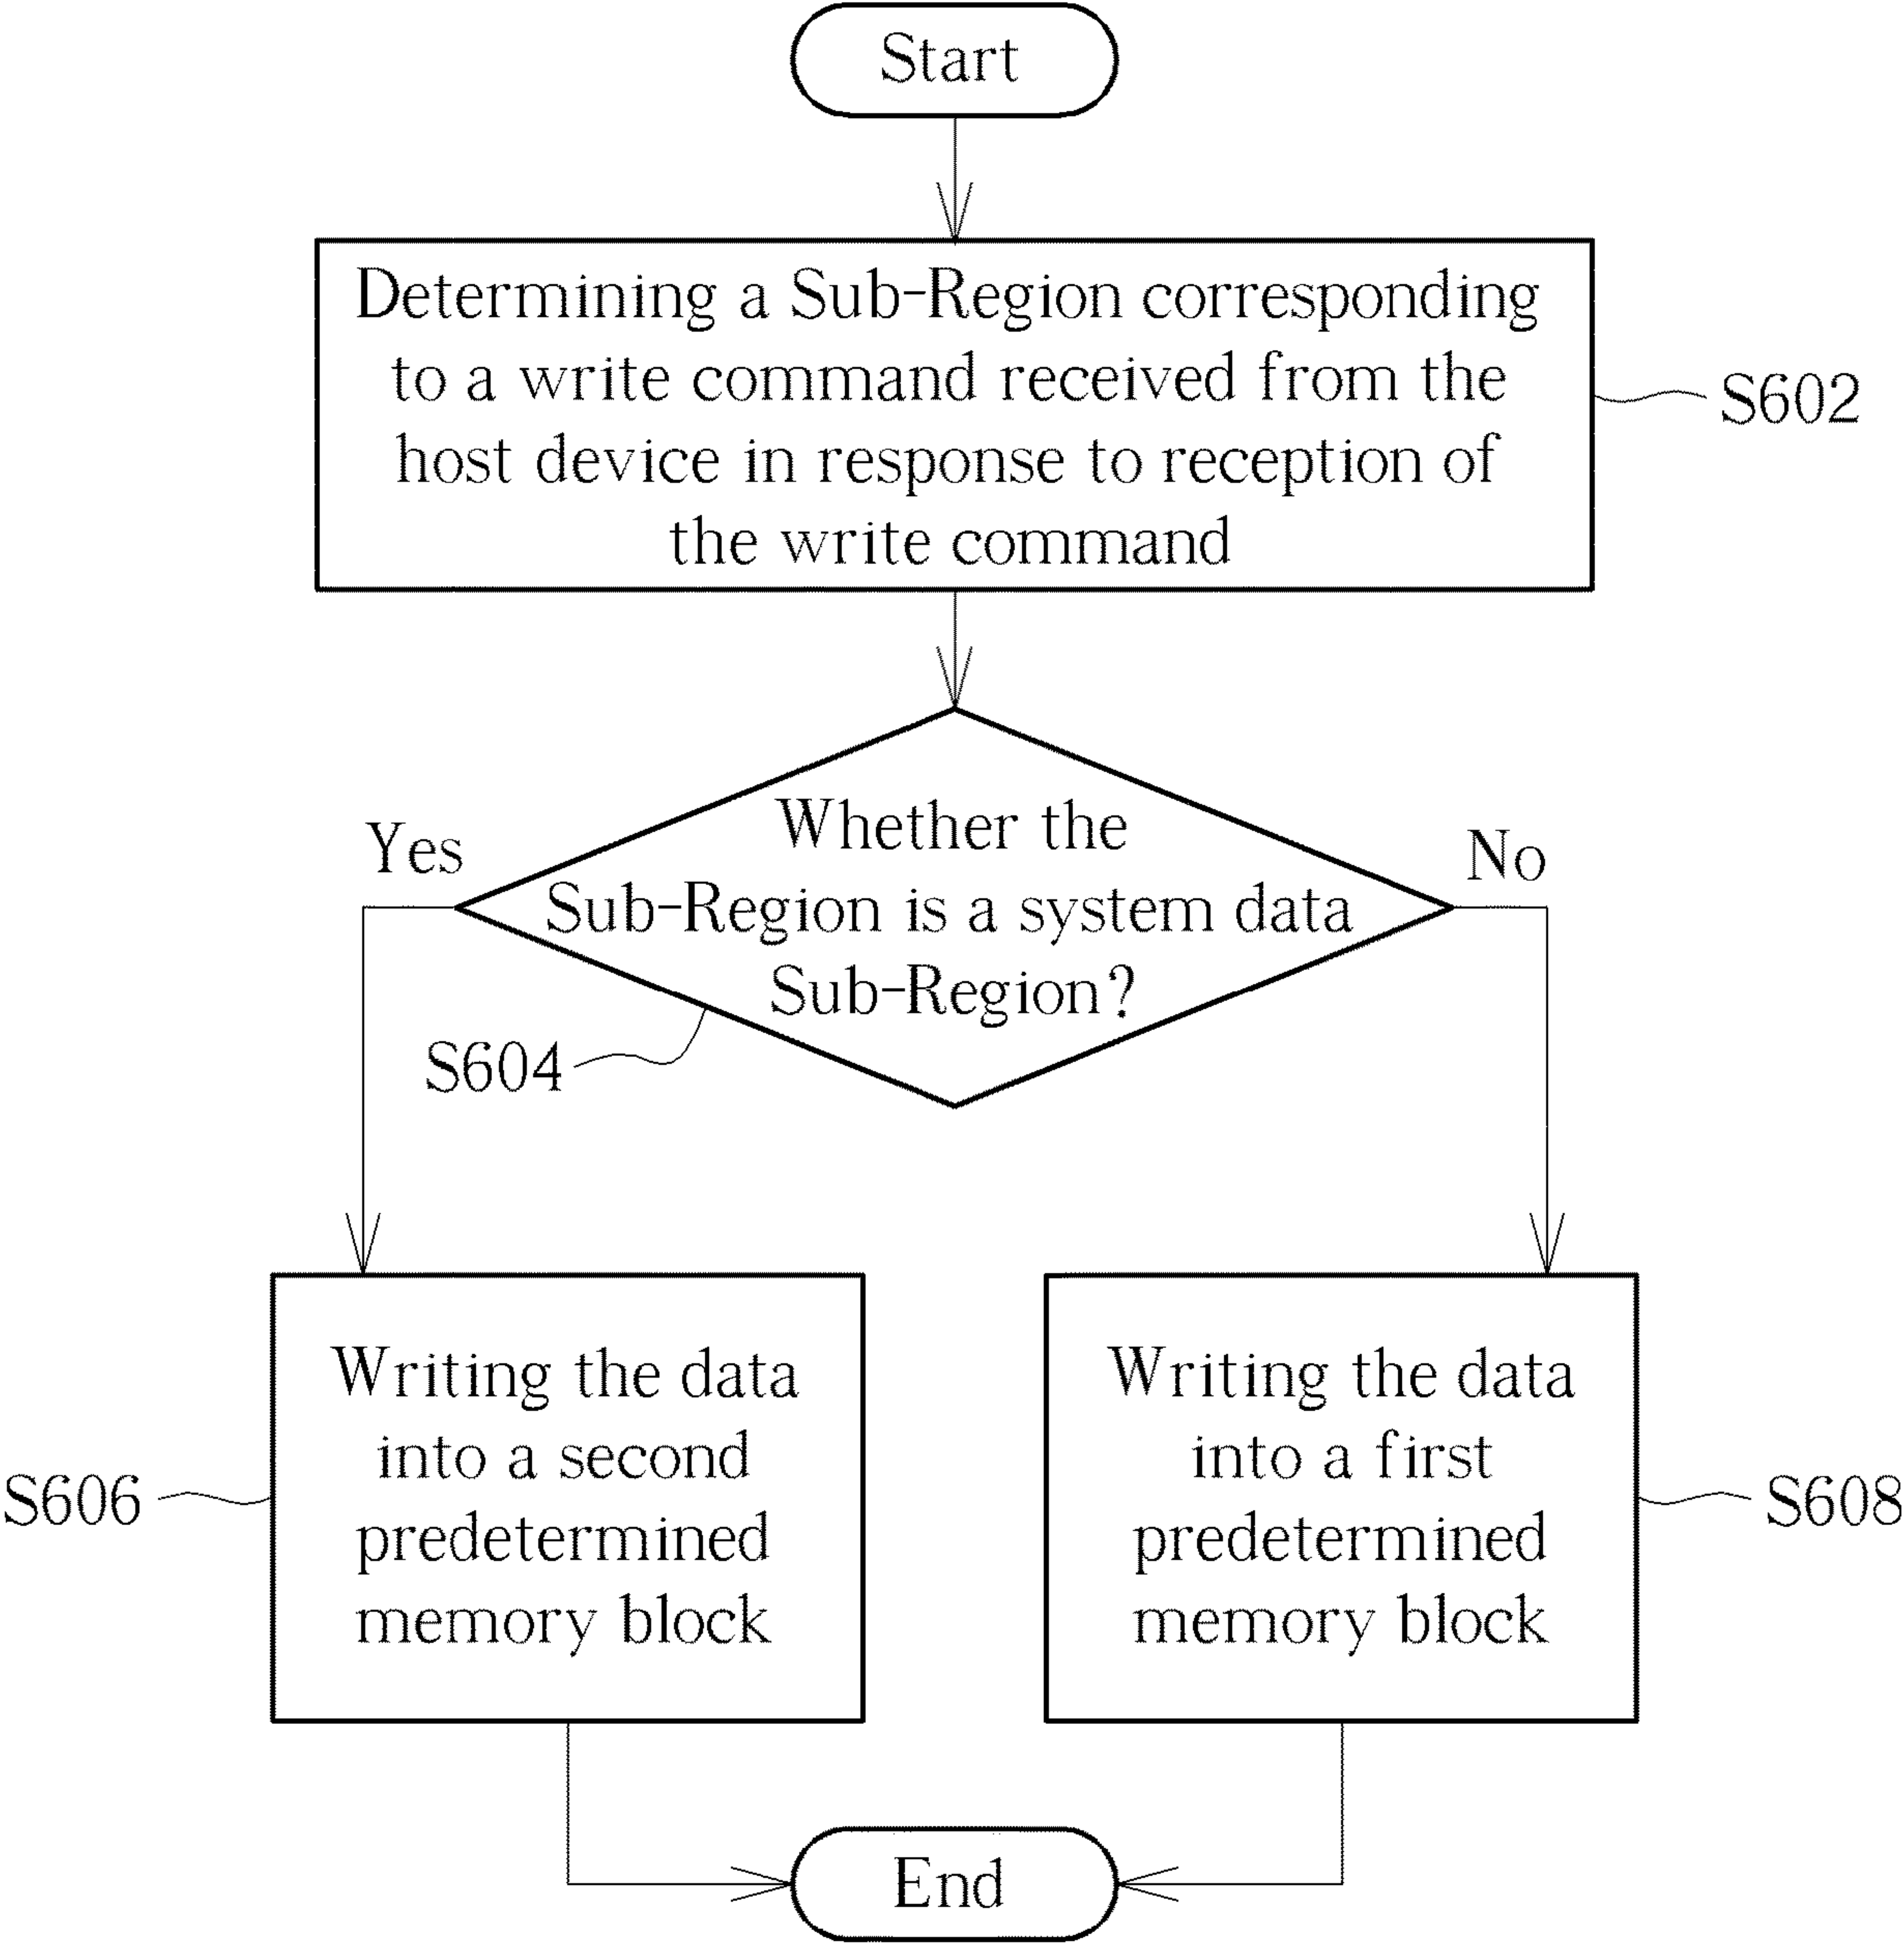 Start
Determining a Sub-Region corresponding
to a write command received from the
host device in response to reception of
the write command
S602
Whether the
Sub-Region is a system data
Sub-Region?
Yes
No
S604
Writing the data
into a second
predetermined
memory block
S606
Writing the data
into a first
predetermined
memory block
S608
End